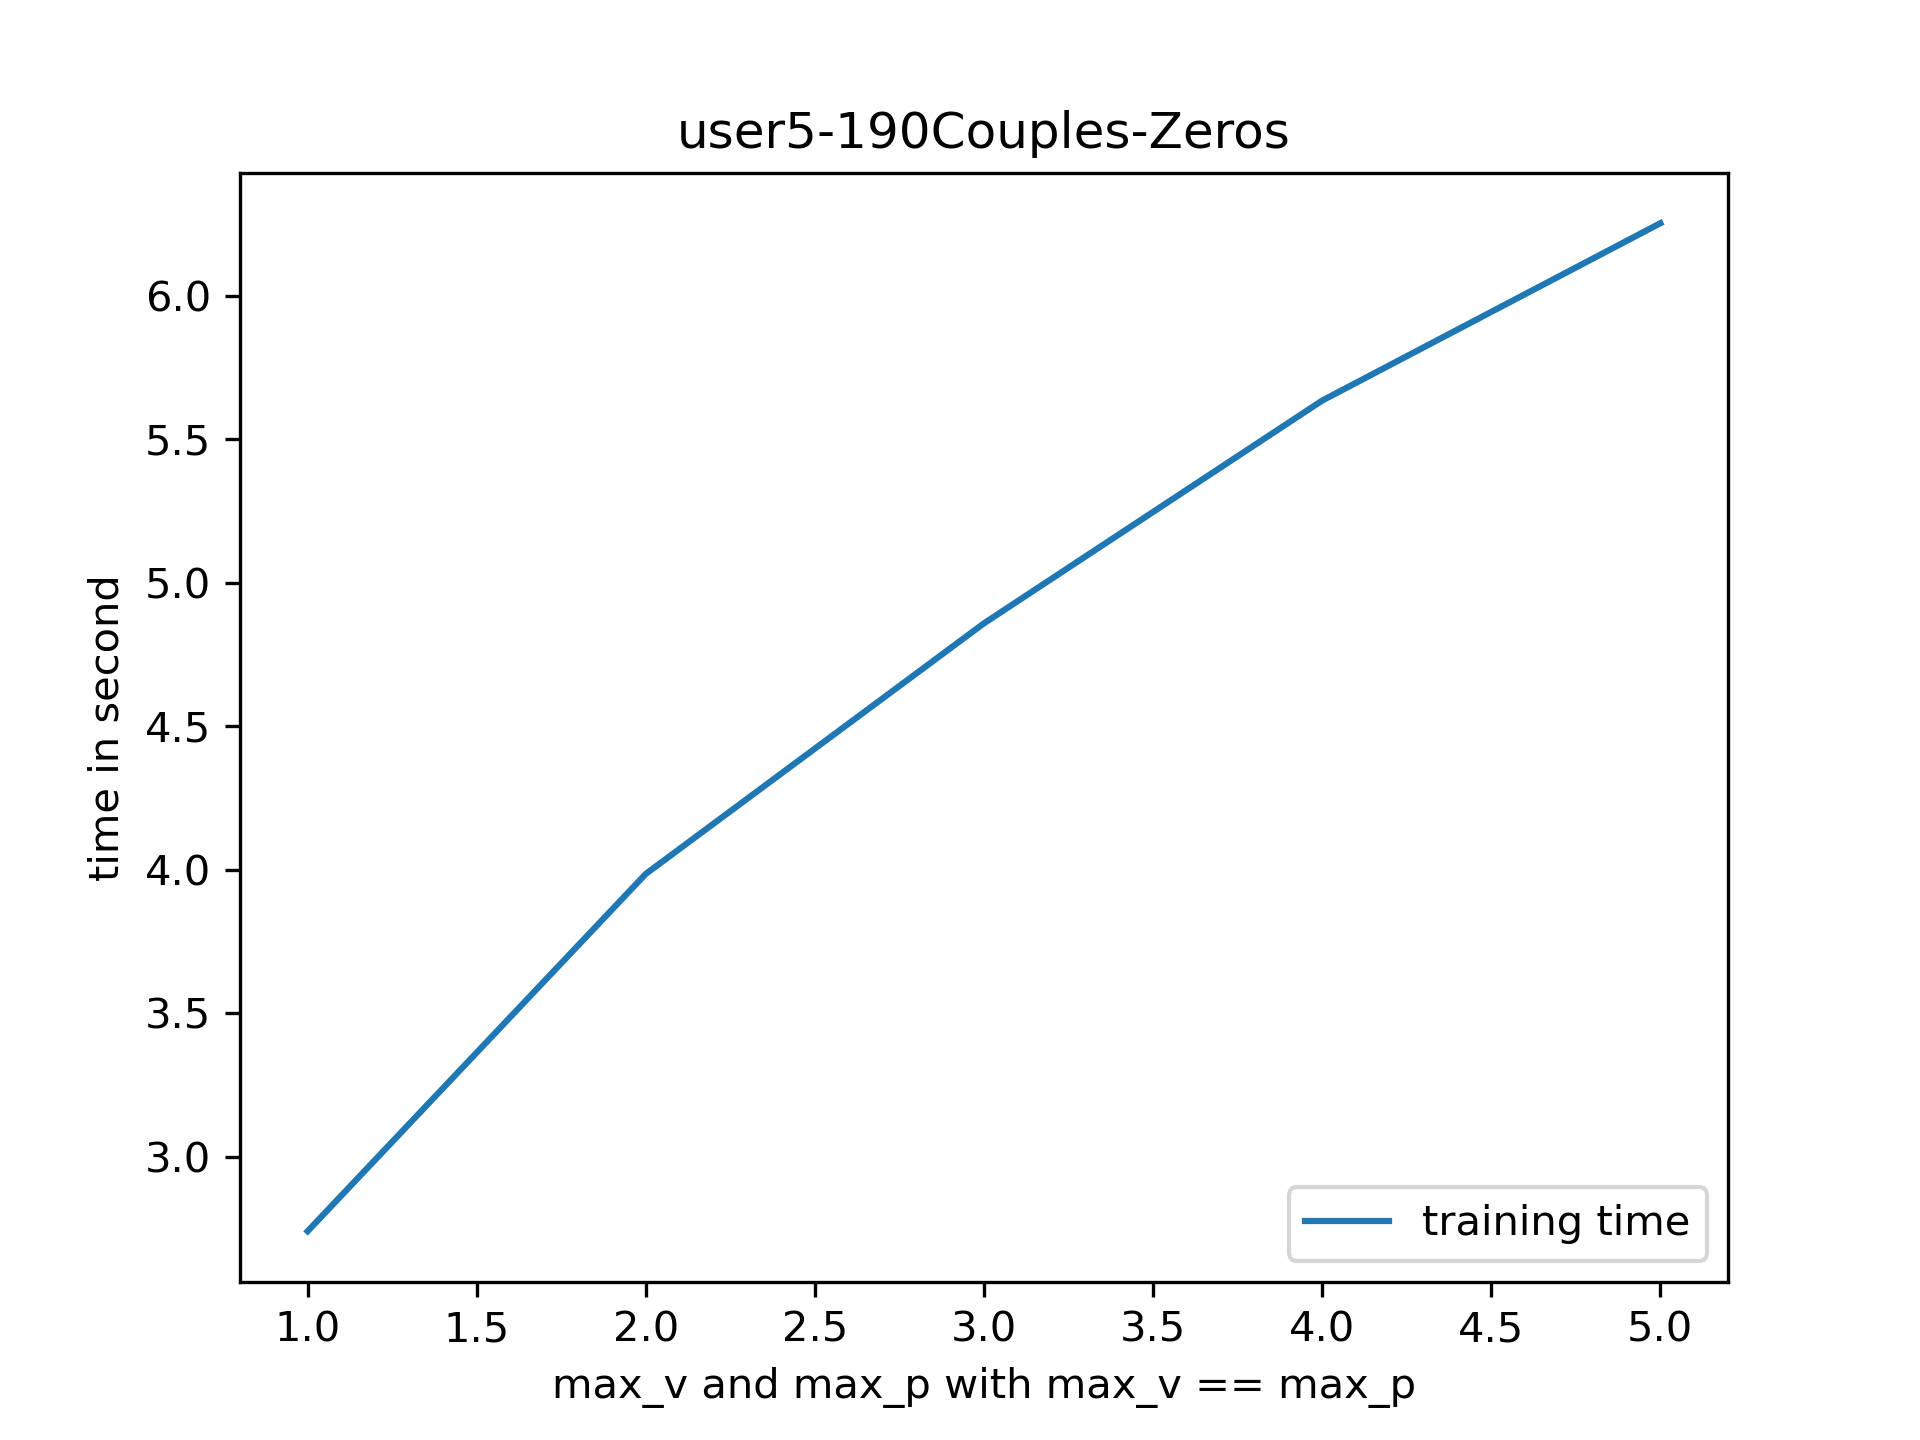 user5-190Couples-Zeros
6.0
5.5
5.0
4.5
4.0
3.5
3.0
time in second
training time
1.0 1.5 2.0 2.5 3.0 3.5 4.0 4.5 5.0
max_v and max_p with max_v == max_p